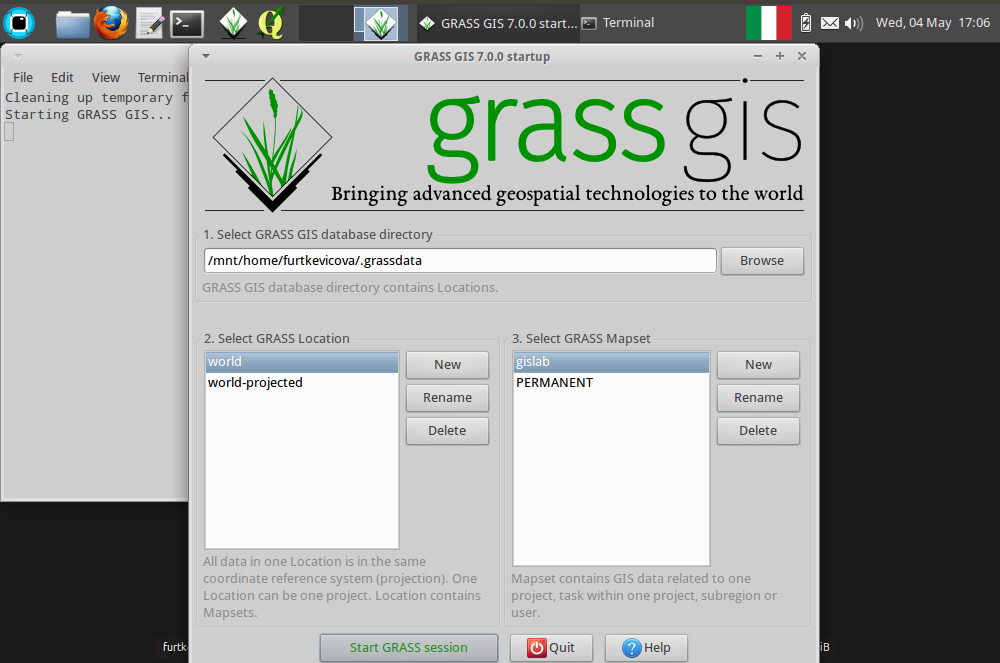 GRASS GIS 7.0.0 start... Terminal Wed, 04 May 17:06
GRASS GIS 7.0.0 startup
File Edit View Terminal
Cleaning up temporary f
Starting GRASS GIS...
grass gis
Bringing advanced geospatial technologies to the world
1. Select GRASS GIS database directory
/mnt/home/furtkevicova/.grassdata Browse
GRASS GIS database directory contains Locations.
2. Select GRASS Location
world
world-projected
New
Rename
Delete
All data in one Location is in the same
coordinate reference system (projection). One
Location can be one project. Location contains
Mapsets.
3. Select GRASS Mapset
gislab
PERMANENT
New
Rename
Delete
Mapset contains GIS data related to one
project, task within one project, subregion or
user.
furtk
Start GRASS session Quit Help
iB